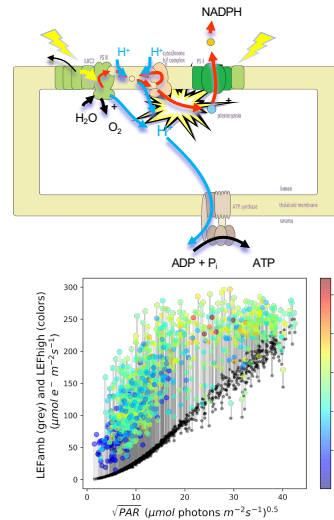 NADPH
H⁺ H⁺
LHC2 PS II cytochrome PS I
b₆f complex
+ +
H₂O O₂ plastocyanin
H⁺
lumen
ATP synthase thylakoid membrane
stroma
ADP + Pᵢ ATP
LEFamb (grey) and LEFhigh (colors)
(μmol e⁻ m⁻²s⁻¹)
300
250
200
150
100
50
0
0 10 20 30 40
√PAR (μmol photons m⁻²s⁻¹)⁰·⁵